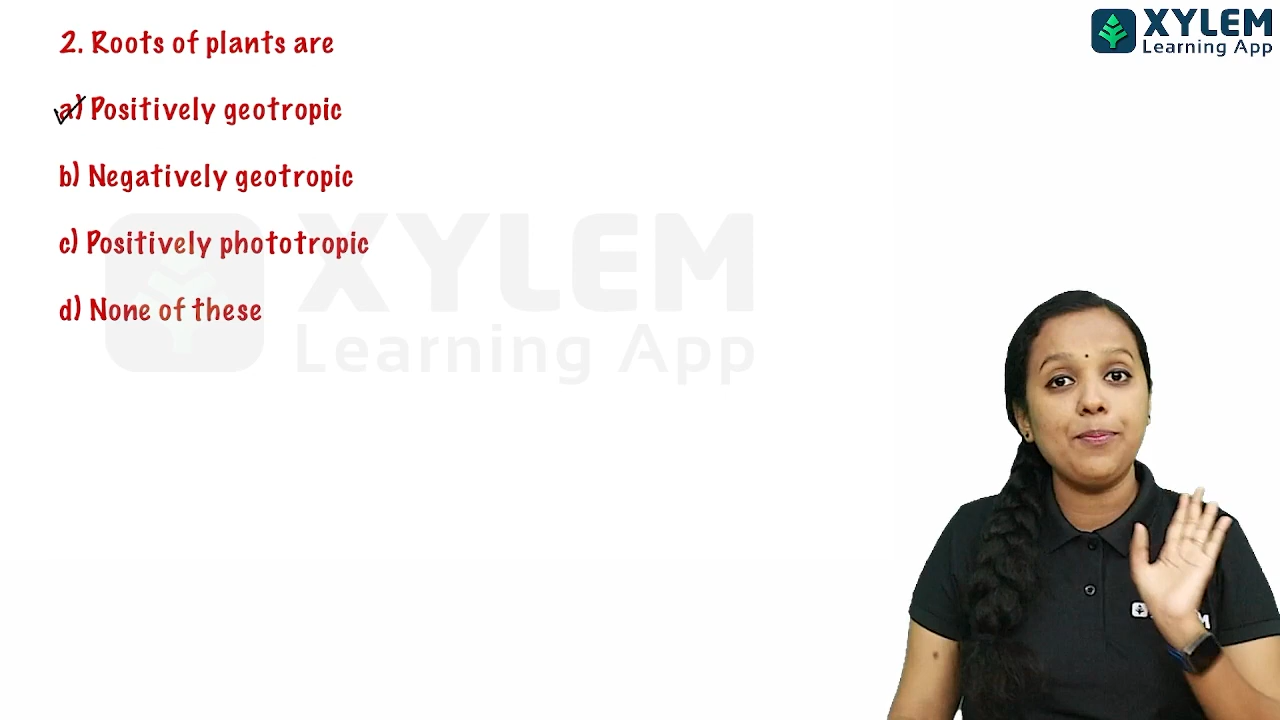 XYLEM
Learning App
2. Roots of plants are
a) Positively geotropic
b) Negatively geotropic
c) Positively phototropic
d) None of these
XYLEM
Learning App